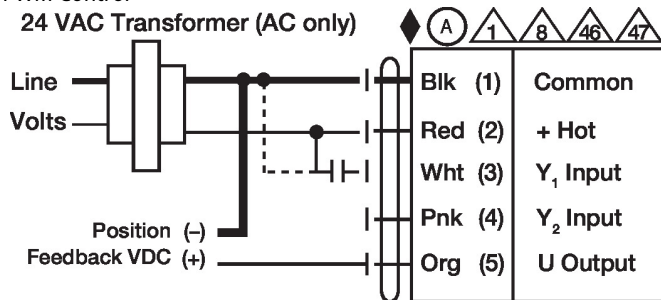 24 VAC Transformer (AC only)
A 1 8 46 47
Line
Volts
Blk (1) Common
Red (2) + Hot
Wht (3) Y1 Input
Pnk (4) Y2 Input
Position (–)
Feedback VDC (+)
Org (5) U Output